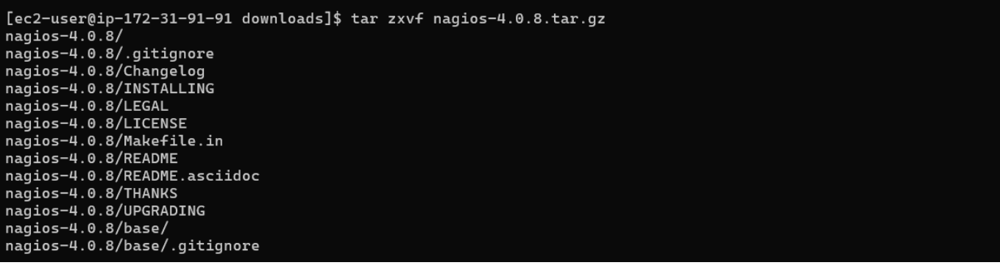 [ec2-user@ip-172-31-91-91 downloads]$ tar zxvf nagios-4.0.8.tar.gz
nagios-4.0.8/
nagios-4.0.8/.gitignore
nagios-4.0.8/Changelog
nagios-4.0.8/INSTALLING
nagios-4.0.8/LEGAL
nagios-4.0.8/LICENSE
nagios-4.0.8/Makefile.in
nagios-4.0.8/README
nagios-4.0.8/README.asciidoc
nagios-4.0.8/THANKS
nagios-4.0.8/UPGRADING
nagios-4.0.8/base/
nagios-4.0.8/base/.gitignore